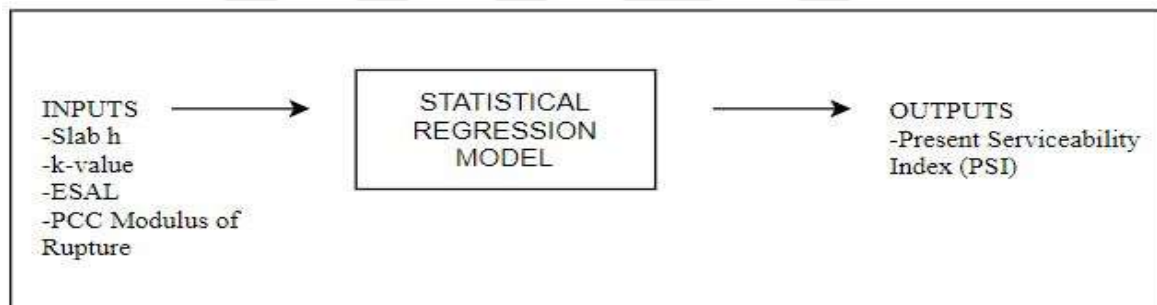 INPUTS
-Slab h
-k-value
-ESAL
-PCC Modulus of
Rupture
STATISTICAL
REGRESSION
MODEL
OUTPUTS
-Present Serviceability
Index (PSI)